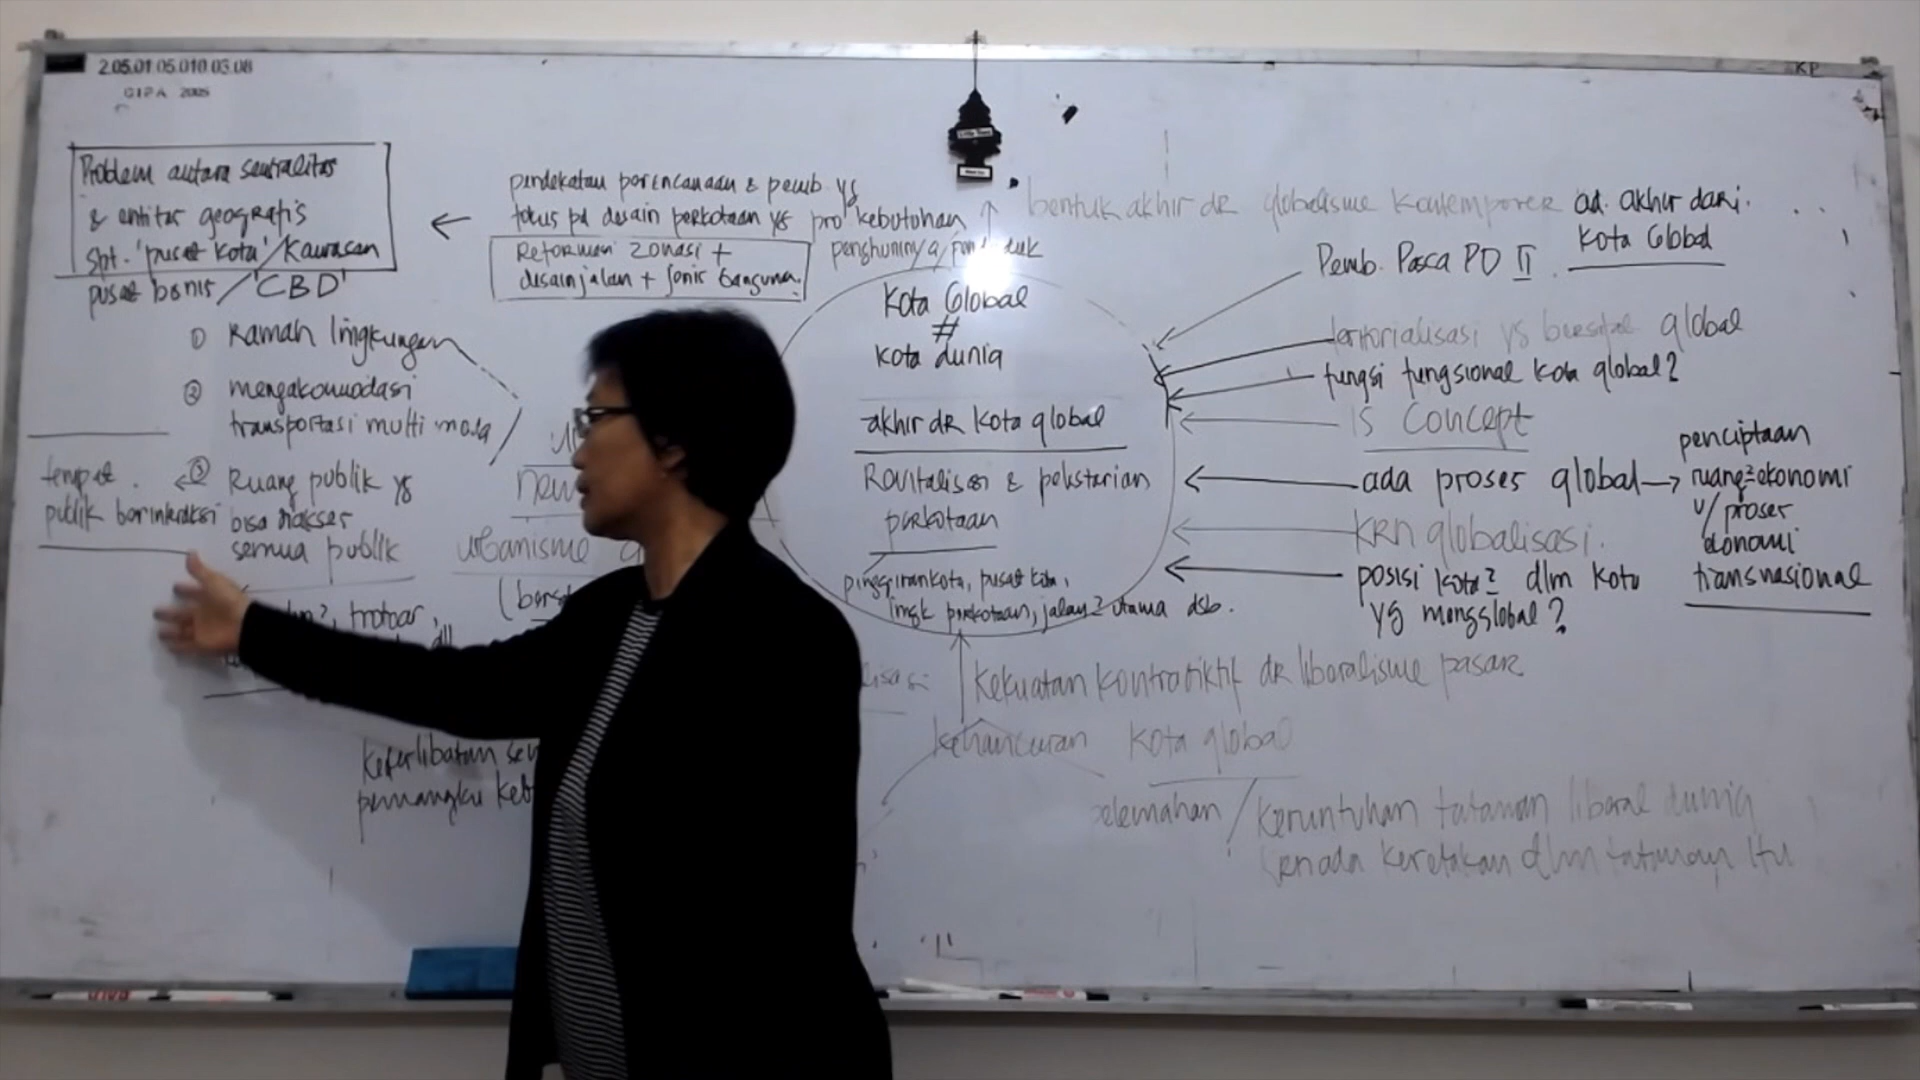 2.05.01.05.010.03.08
GIPA 2005
KP
Problem antara sentralitas
& entitas geografis
spt. 'pusat kota'/kawasan
pusat bisnis/'CBD'
pendekatan perencanaan & pemb. yg
fokus pd desain perkotaan yg pro kebutuhan
penghuninya/
Reformasi zonasi +
desain jalan + jenis bangunan.
① Ramah lingkungan
② mengakomodasi
transportasi multi moda
③ Ruang publik yg
bisa diakses
semua publik
tempat
publik berinteraksi
trotoar,
dll
urbanisme
keterlibatan
pemangku
Kota Global
#
kota dunia
akhir dR kota global
Revitalisasi & pelestarian
perkotaan
pinggiran kota, pusat kota,
lingk perkotaan, jalan2 utama dsb.
bentuk akhir dR globalisme kontemporer ad. akhir dari
Kota Global
Pemb. Pasca PD II
teritorialisasi yg bersifat global
fungsi fungsional kota global?
is concept
ada proses global
penciptaan
ruang2 ekonomi
u/ proses
ekonomi
transnasional
KRN globalisasi.
posisi kota2 dlm kota
yg mengglobal?
kekuatan kontradiktif dR liberalisme pasar
kehancuran kota global
kelemahan / keruntuhan tatanan liberal dunia
keretakan dlm tatanan itu